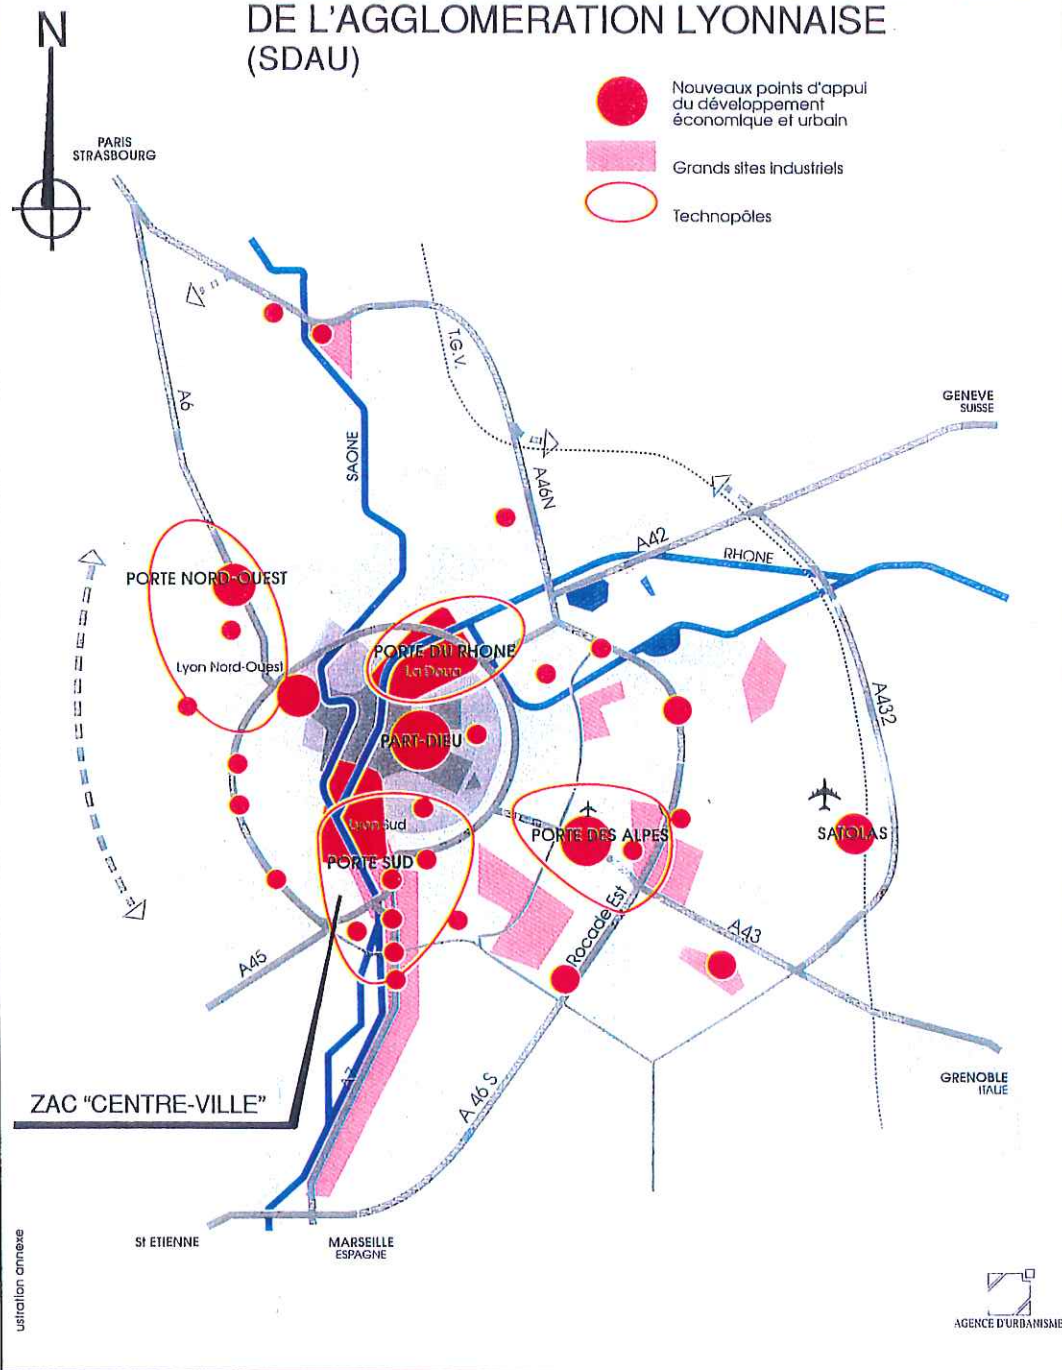 DE L'AGGLOMERATION LYONNAISE
(SDAU)
N
Nouveaux points d'appui
du développement
économique et urbain
Grands sites industriels
Technopôles
PARIS
STRASBOURG
T.G.V.
A6
SAONE
GENEVE
SUISSE
A46N
A42
RHONE
PORTE NORD-OUEST
Lyon Nord-Ouest
PORTE DU RHONE
La Doua
A432
PART-DIEU
Lyon Sud
PORTE SUD
PORTE DES ALPES
SATOLAS
Rocade Est
A43
A45
A7
A 46 S
GRENOBLE
ITALIE
ZAC "CENTRE-VILLE"
St ETIENNE
MARSEILLE
ESPAGNE
ustration annexe
AGENCE D'URBANISME